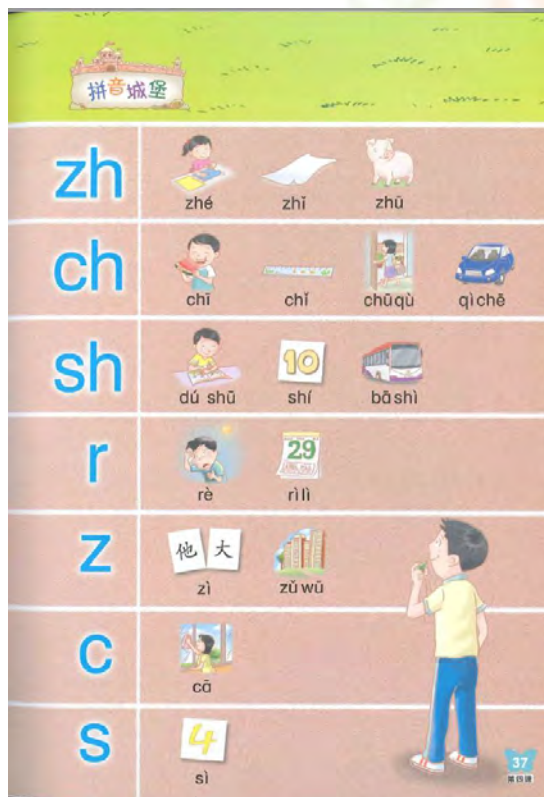 拼音城堡
zh
zhé zhǐ zhū
ch
chī chǐ chūqù qìchē
sh
dú shū 10 shí bāshì
r
rè 29 rìlì
z
他 大
zì zǔwū
c
cā
s
4
sì
37
第四课